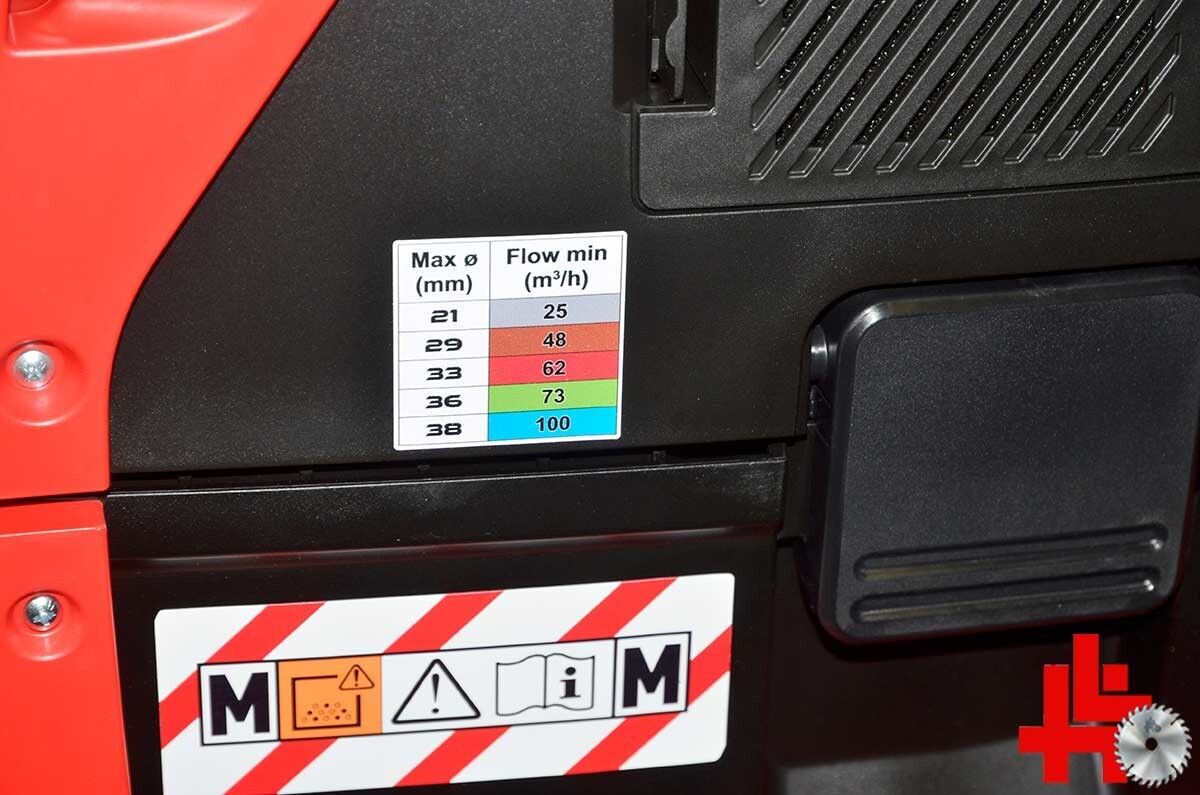 Max ø Flow min
(mm) (m³/h)
21 25
29 48
33 62
36 73
38 100
M ! ! i M